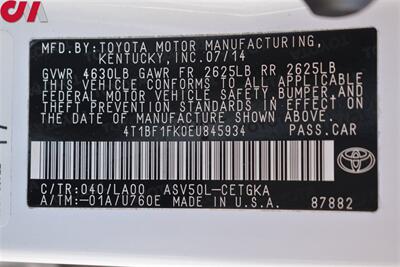 CIA
MFD. BY: TOYOTA MOTOR MANUFACTURING,
KENTUCKY, INC. 07/14
GVWR 4630LB GAWR FR 2625LB RR 2625LB
THIS VEHICLE CONFORMS TO ALL APPLICABLE
FEDERAL MOTOR VEHICLE SAFETY, BUMPER, AND
THEFT PREVENTION STANDARDS IN EFFECT ON
THE DATE OF MANUFACTURE SHOWN ABOVE.
4T1BF1FK0EU845934
PASS. CAR
TOYOTA
C/TR: 040/LA00 ASV50L-CETGKA
A/TM: -01A/U760E MADE IN U.S.A. 87882